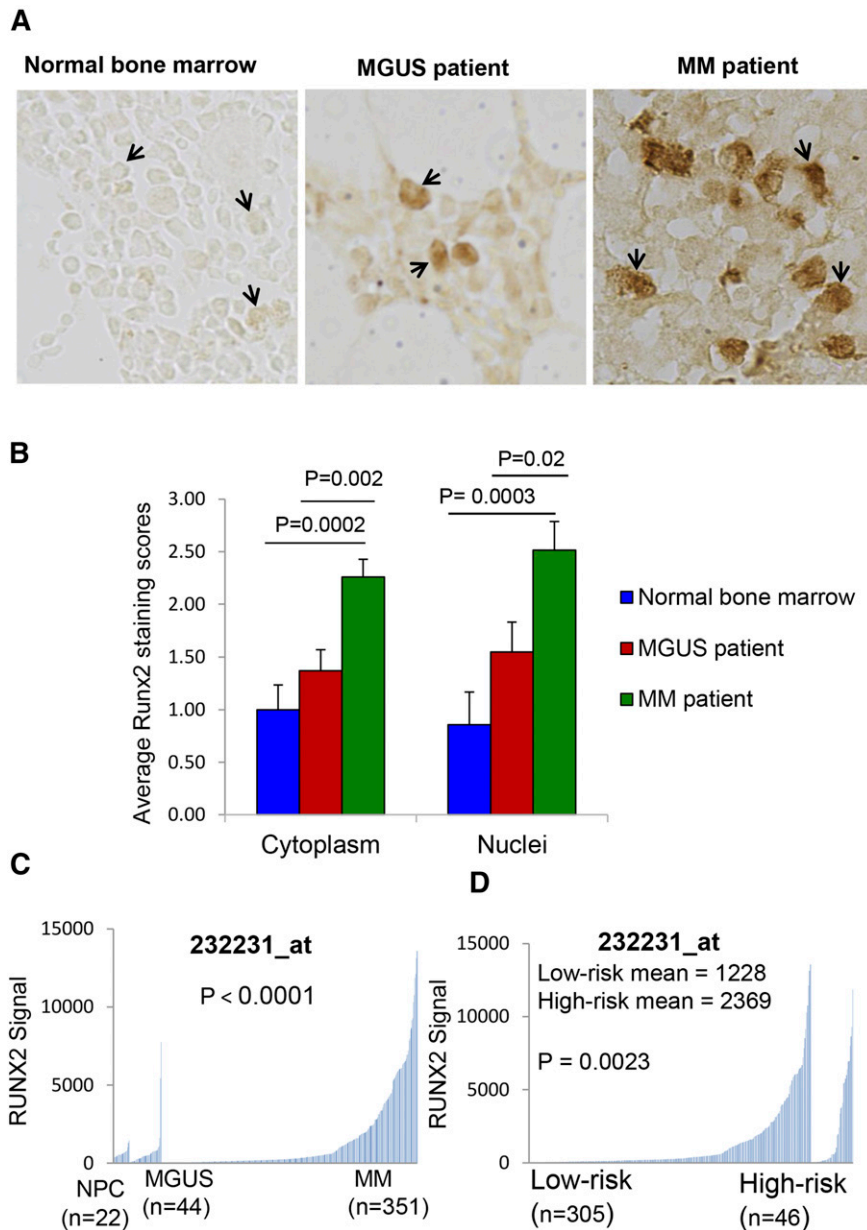 A
Normal bone marrow
MGUS patient
MM patient
B
Average Runx2 staining scores
3.00
2.50
2.00
1.50
1.00
0.50
0.00
P=0.002
P=0.0002
P=0.02
P= 0.0003
Cytoplasm
Nuclei
Normal bone marrow
MGUS patient
MM patient
C
RUNX2 Signal
15000
10000
5000
0
232231_at
P < 0.0001
NPC
(n=22)
MGUS
(n=44)
MM
(n=351)
D
RUNX2 Signal
15000
10000
5000
0
232231_at
Low-risk mean = 1228
High-risk mean = 2369
P = 0.0023
Low-risk
(n=305)
High-risk
(n=46)